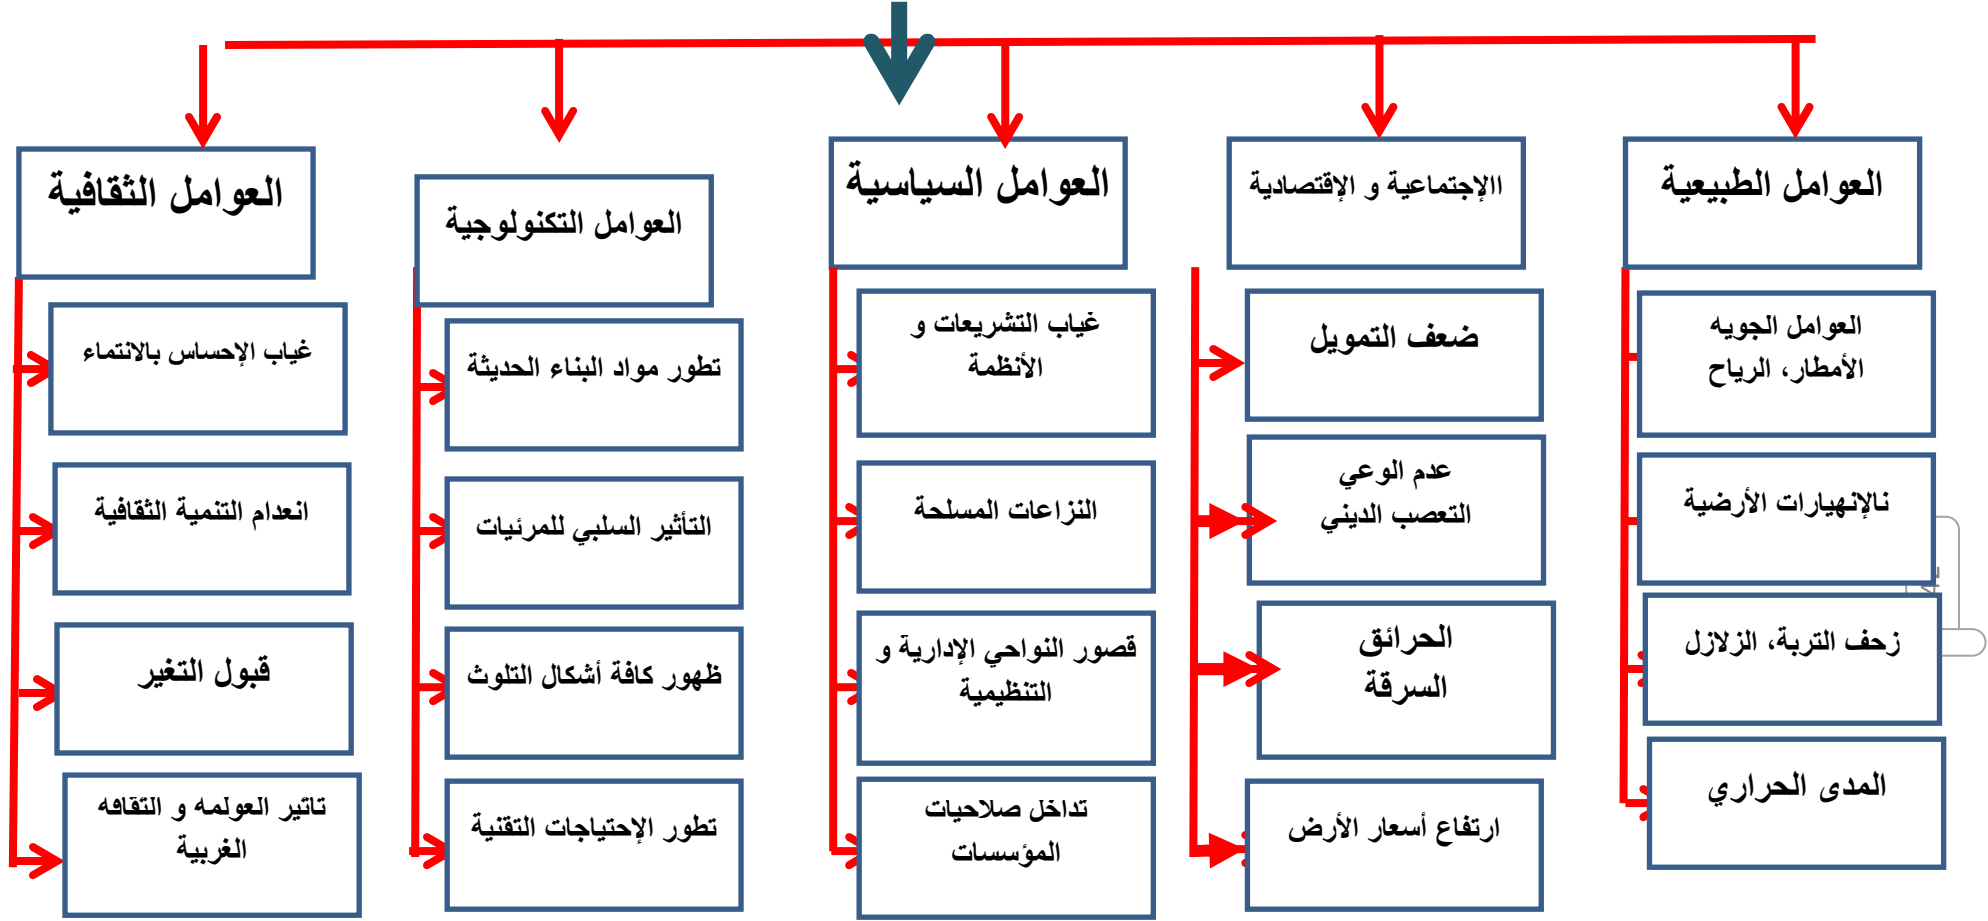 العوامل الطبيعية
العوامل الجويه
الأمطار، الرياح
نالإنهيارات الأرضية
زحف التربة، الزلازل
المدى الحراري
االإجتماعية و الإقتصادية
ضعف التمويل
عدم الوعي
التعصب الديني
الحرائق
السرقة
ارتفاع أسعار الأرض
العوامل السياسية
غياب التشريعات و
الأنظمة
النزاعات المسلحة
قصور النواحي الإدارية و
التنظيمية
تداخل صلاحيات
المؤسسات
العوامل التكنولوجية
تطور مواد البناء الحديثة
التأثير السلبي للمرئيات
ظهور كافة أشكال التلوث
تطور الإحتياجات التقنية
العوامل الثقافية
غياب الإحساس بالانتماء
انعدام التنمية الثقافية
قبول التغير
تاثير العولمه و الثقافه
الغربية